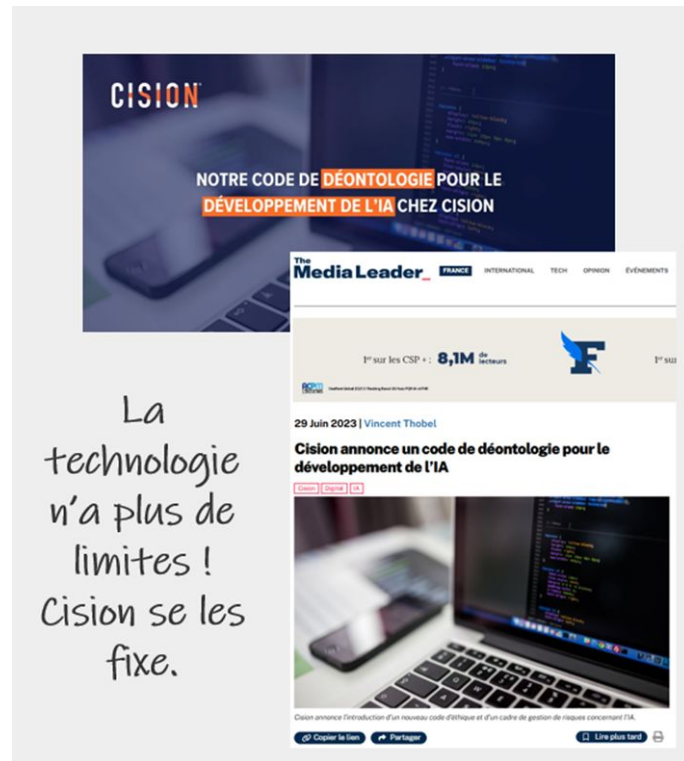 CISION
NOTRE CODE DE DÉONTOLOGIE POUR LE
DÉVELOPPEMENT DE L'IA CHEZ CISION
The
Media Leader_
FRANCE INTERNATIONAL TECH OPINION ÉVÉNEMENTS
1er sur les CSP + : 8,1M de lecteurs
1er sur
29 Juin 2023 | Vincent Thobel
Cision annonce un code de déontologie pour le
développement de l'IA
Cision Digital IA
La
technologie
n'a plus de
limites !
Cision se les
fixe.
Cision annonce l'introduction d'un nouveau code d'éthique et d'un cadre de gestion de risques concernant l'IA.
Copier le lien Partager Lire plus tard